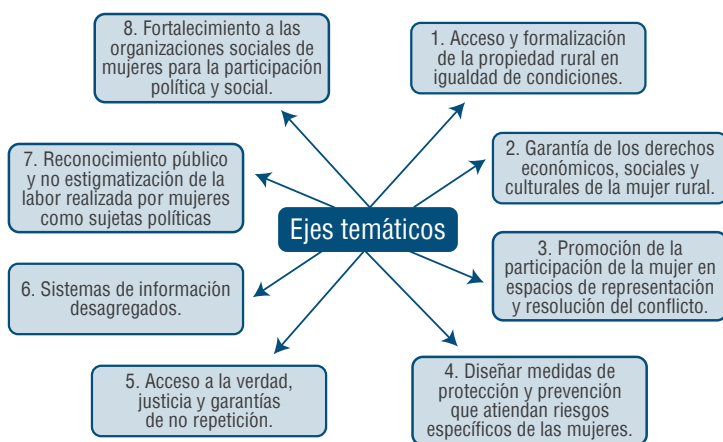 8. Fortalecimiento a las
organizaciones sociales de
mujeres para la participación
política y social.
1. Acceso y formalización
de la propiedad rural en
igualdad de condiciones.
7. Reconocimiento público
y no estigmatización de la
labor realizada por mujeres
como sujetas políticas
2. Garantía de los derechos
económicos, sociales y
culturales de la mujer rural.
Ejes temáticos
3. Promoción de la
participación de la mujer en
espacios de representación
y resolución del conflicto.
6. Sistemas de información
desagregados.
5. Acceso a la verdad,
justicia y garantías
de no repetición.
4. Diseñar medidas de
protección y prevención
que atiendan riesgos
específicos de las mujeres.